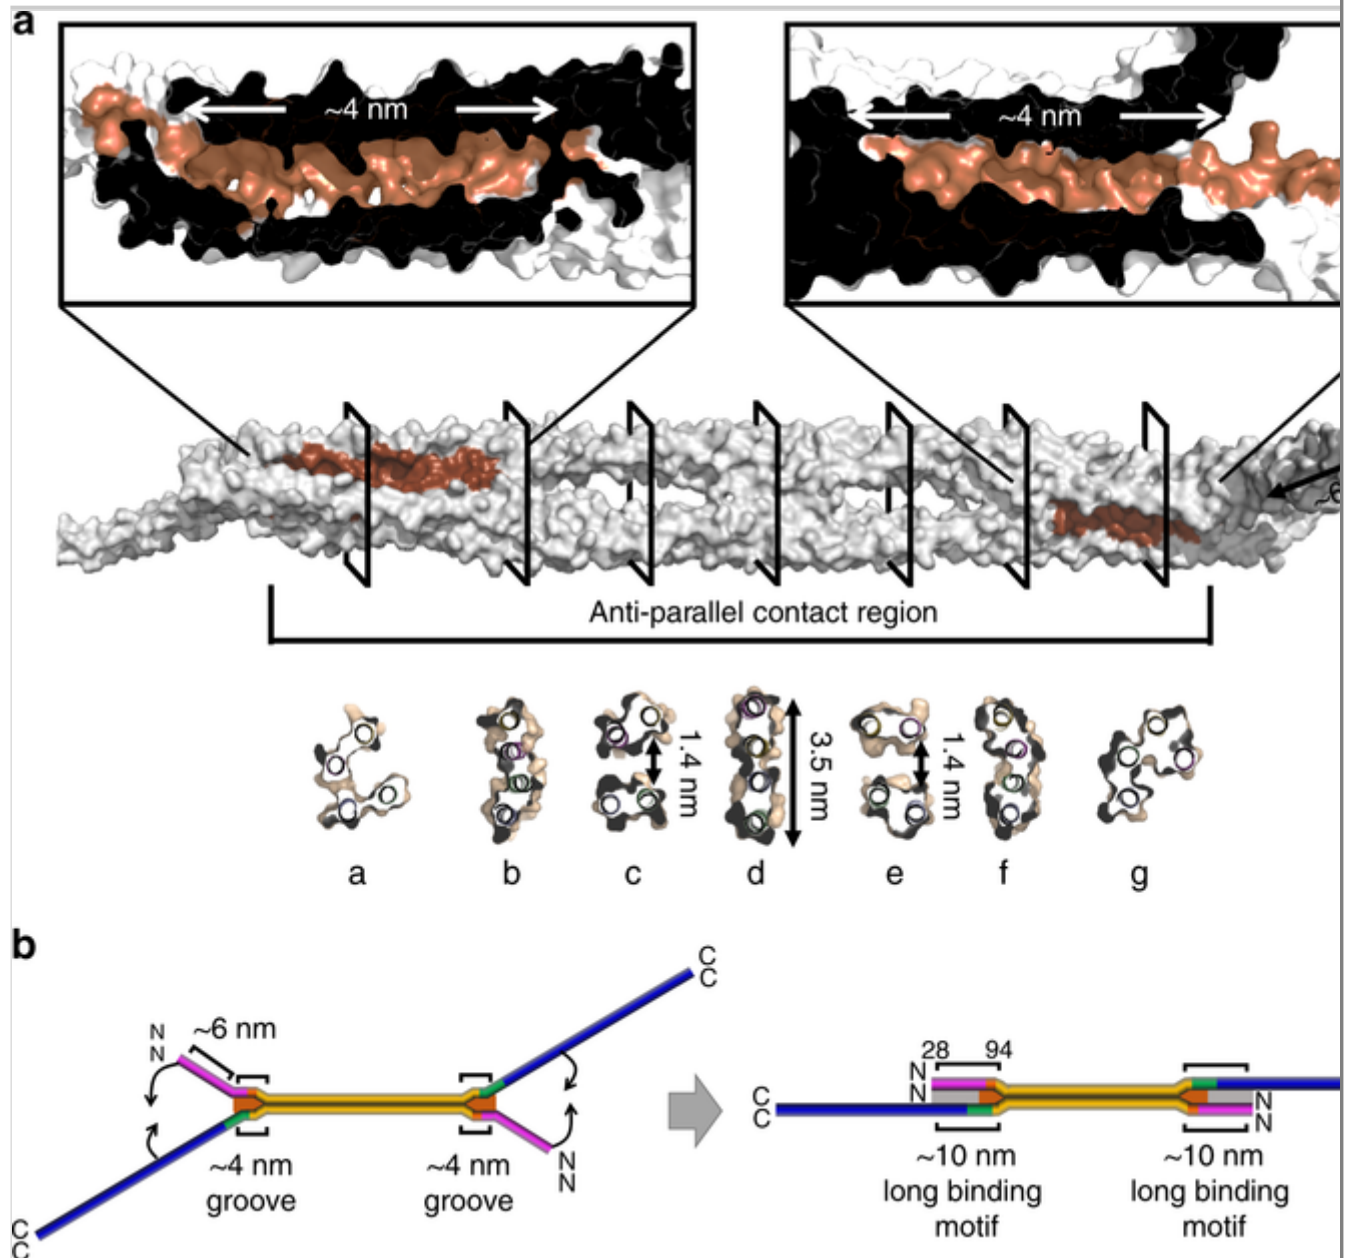 a
~4 nm
~4 nm
~6
Anti-parallel contact region
1.4 nm
3.5 nm
1.4 nm
a b c d e f g
b
C
C
N
N
~6 nm
28 94
N
N
C
C
~4 nm
groove
~4 nm
groove
N
N
N
N
~10 nm
long binding
motif
~10 nm
long binding
motif
C
C